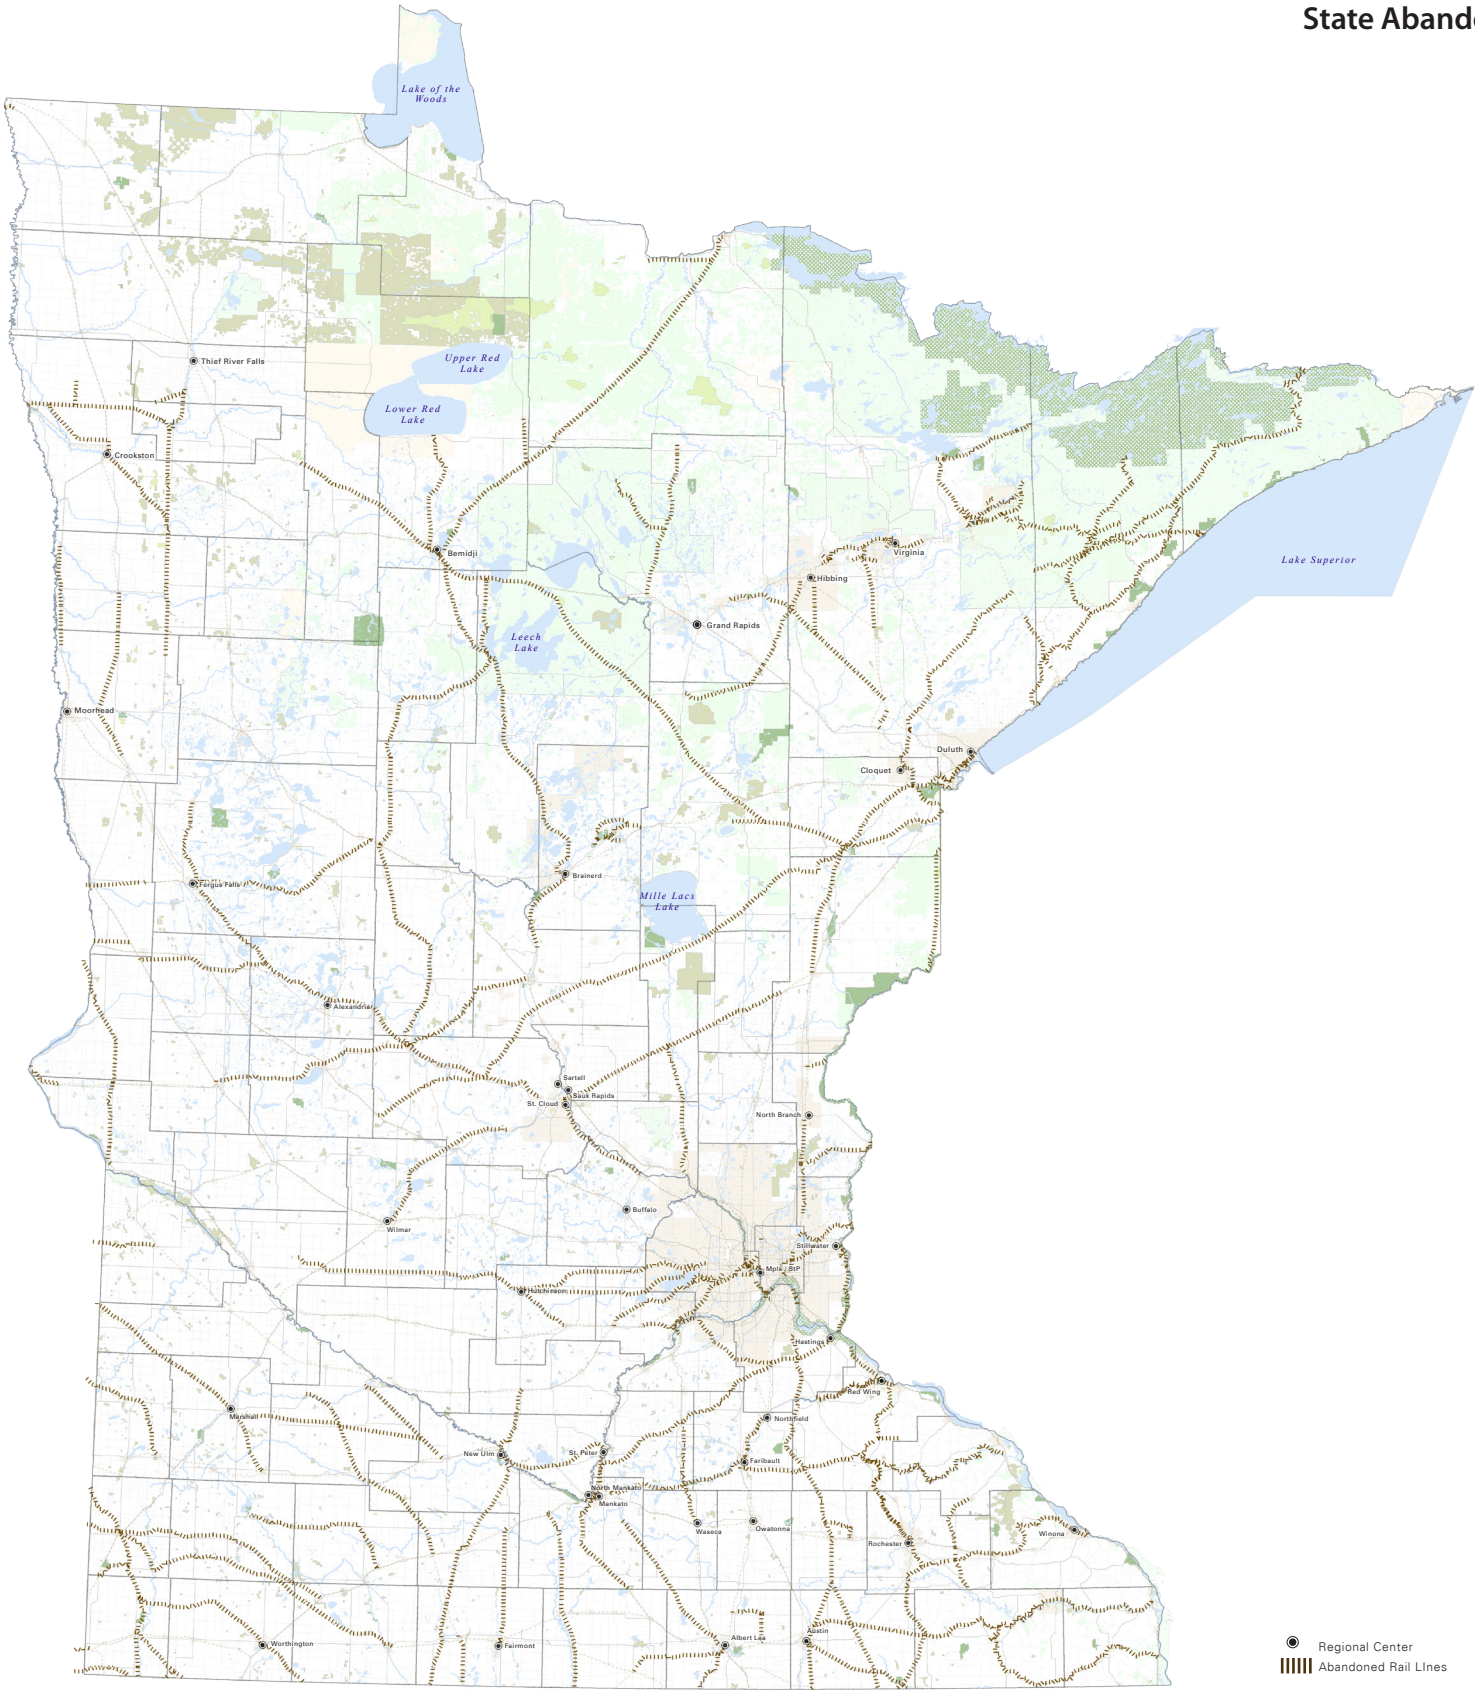 State Aband
Lake of the
Woods
Upper Red
Lake
Thief River Falls
Lower Red
Lake
Crookston
Bemidji
Virginia
Hibbing
Lake Superior
Grand Rapids
Leech
Lake
Moorhead
Duluth
Cloquet
Brainerd
Fergus Falls
Mille Lacs
Lake
Alexandria
Sartell
Sauk Rapids
St. Cloud
North Branch
Buffalo
Wilmar
Stillwater
Mpls / StP
Hutchinson
Hastings
Red Wing
Marshall
Northfield
New Ulm
St. Peter
Faribault
North Mankato
Mankato
Waseca
Owatonna
Winona
Rochester
Austin
Albert Lea
Worthington
Fairmont
Regional Center
Abandoned Rail LInes